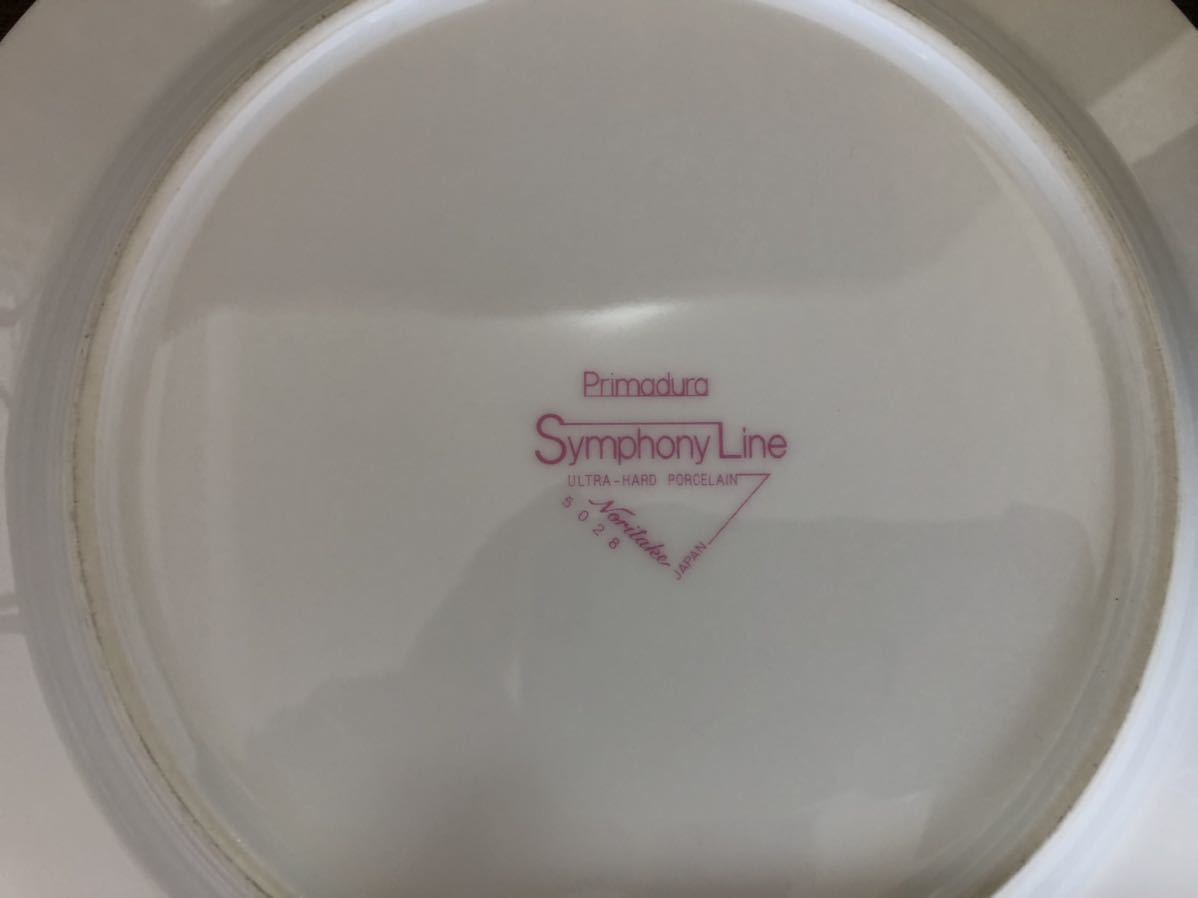 Primadura
Symphony Line
ULTRA-HARD PORCELAIN
Noritake
5028
JAPAN